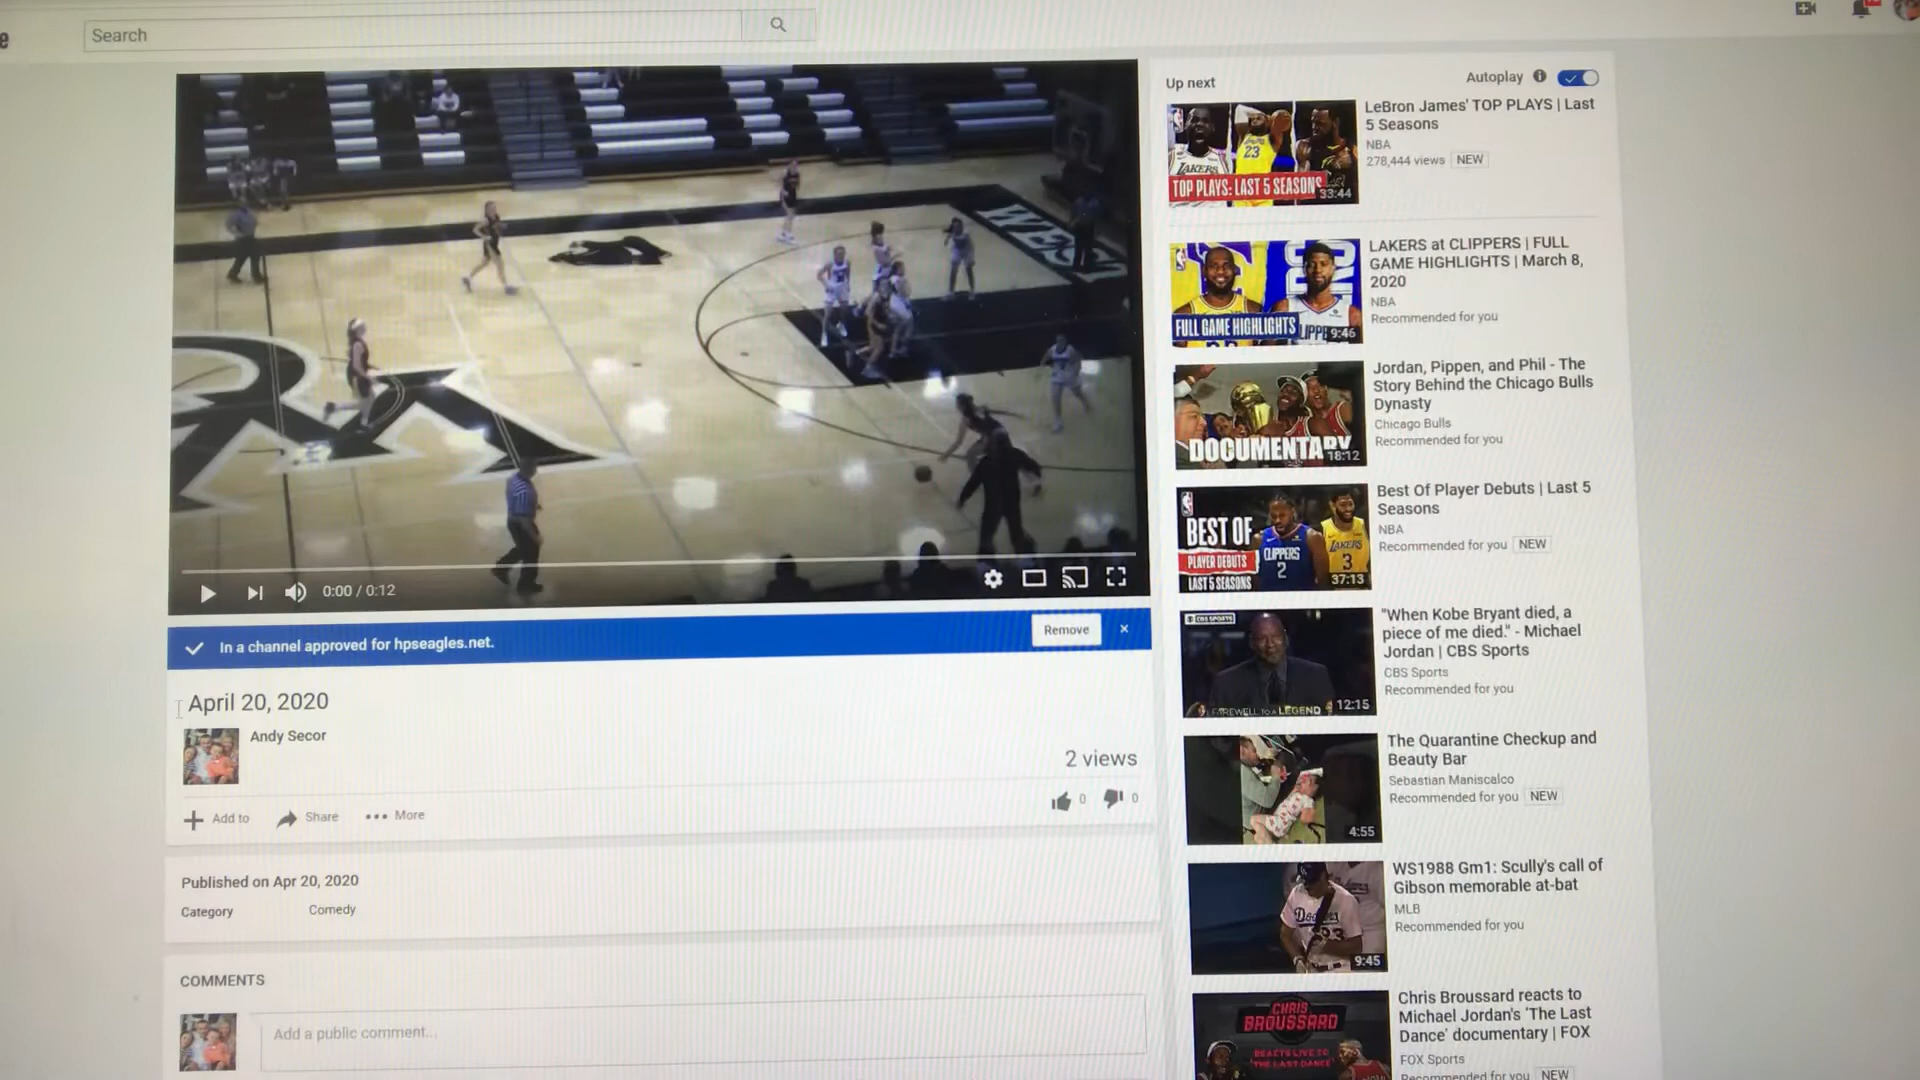 e
Search
WEST
0:00 / 0:12
In a channel approved for hpseagles.net.
Remove
×
April 20, 2020
Andy Secor
2 views
Add to
Share
More
0
0
Published on Apr 20, 2020
Category
Comedy
COMMENTS
Add a public comment...
Up next
Autoplay
LAKERS
23
TOP PLAYS: LAST 5 SEASONS
33:44
LeBron James' TOP PLAYS | Last
5 Seasons
NBA
278,444 views NEW
FULL GAME HIGHLIGHTS
9:46
LAKERS at CLIPPERS | FULL
GAME HIGHLIGHTS | March 8,
2020
NBA
Recommended for you
DOCUMENTARY
18:12
Jordan, Pippen, and Phil - The
Story Behind the Chicago Bulls
Dynasty
Chicago Bulls
Recommended for you
BEST OF
PLAYER DEBUTS
LAST 5 SEASONS
CLIPPERS
2
LAKERS
3
37:13
Best Of Player Debuts | Last 5
Seasons
NBA
Recommended for you NEW
CBS SPORTS
FAREWELL TO A LEGEND
12:15
"When Kobe Bryant died, a
piece of me died." - Michael
Jordan | CBS Sports
CBS Sports
Recommended for you
4:55
The Quarantine Checkup and
Beauty Bar
Sebastian Maniscalco
Recommended for you NEW
23
9:45
WS1988 Gm1: Scully's call of
Gibson memorable at-bat
MLB
Recommended for you
CHRIS
BROUSSARD
REACTS LIVE TO
'THE LAST DANCE'
Chris Broussard reacts to
Michael Jordan's 'The Last
Dance' documentary | FOX
FOX Sports
Recommended for you NEW